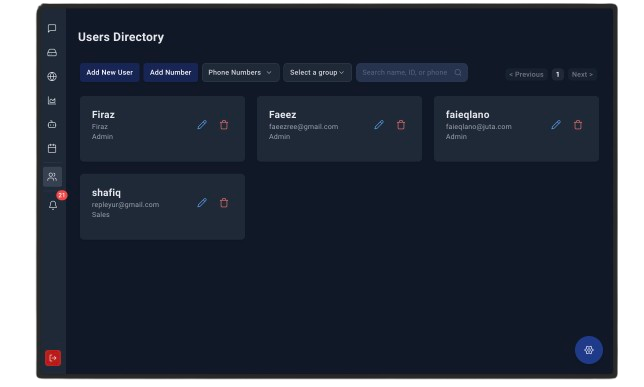 Users Directory
Add New User Add Number Phone Numbers Select a group Search name, ID, or phone < Previous 1 Next >
Firaz
Firaz
Admin
Faeez
faeezree@gmail.com
Admin
faieqlano
faieqlano@juta.com
Admin
shafiq
repleyur@gmail.com
Sales
21